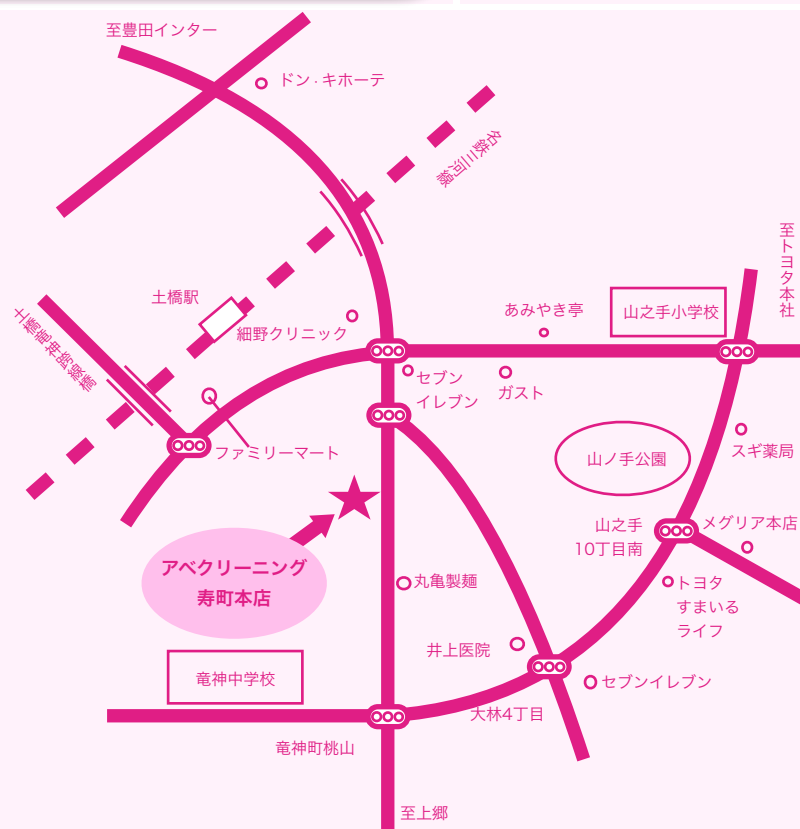 至豊田インター
ドン・キホーテ
名鉄三河線
至トヨタ本社
土橋駅
土橋竜神跨線橋
細野クリニック
あみやき亭
山之手小学校
セブン
イレブン
ガスト
ファミリーマート
山ノ手公園
スギ薬局
山之手
10丁目南
メグリア本店
アベクリーニング
寿町本店
丸亀製麺
トヨタ
すまいる
ライフ
井上医院
竜神中学校
セブンイレブン
大林4丁目
竜神町桃山
至上郷